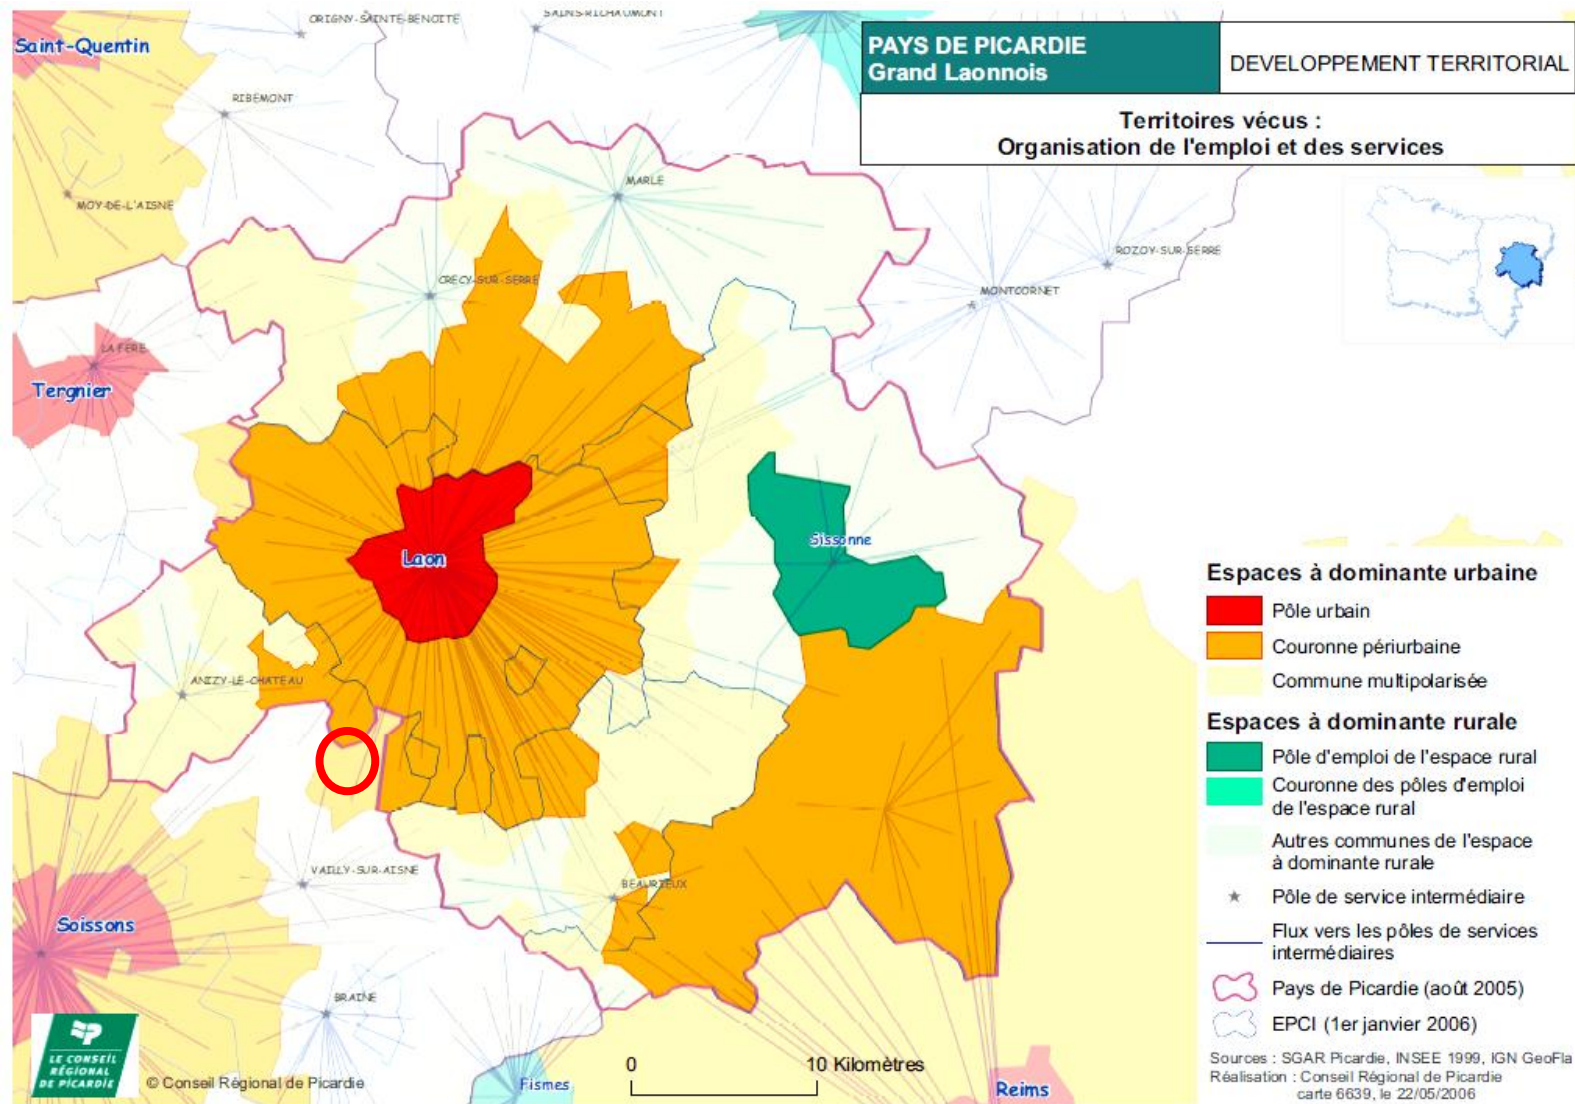 ORIGNY-SAINTE-BENOITE
SAINS-RICHAUMONT
Saint-Quentin
PAYS DE PICARDIE
Grand Laonnois
DEVELOPPEMENT TERRITORIAL
Territoires vécus :
Organisation de l'emploi et des services
RIBEMONT
MOY-DE-L'AISNE
MARLE
ROZOY-SUR-SERRE
CRECY-SUR-SERRE
MONTCORNET
LA FERE
Tergnier
Sissonne
Laon
ANIZY-LE-CHATEAU
VAILLY-SUR-AISNE
BEAURIEUX
Soissons
BRAINE
Fismes
Reims
Espaces à dominante urbaine
Pôle urbain
Couronne périurbaine
Commune multipolarisée
Espaces à dominante rurale
Pôle d'emploi de l'espace rural
Couronne des pôles d'emploi
de l'espace rural
Autres communes de l'espace
à dominante rurale
Pôle de service intermédiaire
Flux vers les pôles de services
intermédiaires
Pays de Picardie (août 2005)
EPCI (1er janvier 2006)
Sources : SGAR Picardie, INSEE 1999, IGN GeoFla
Réalisation : Conseil Régional de Picardie
carte 6639, le 22/05/2006
0 10 Kilomètres
LE CONSEIL
RÉGIONAL
DE PICARDIE
© Conseil Régional de Picardie